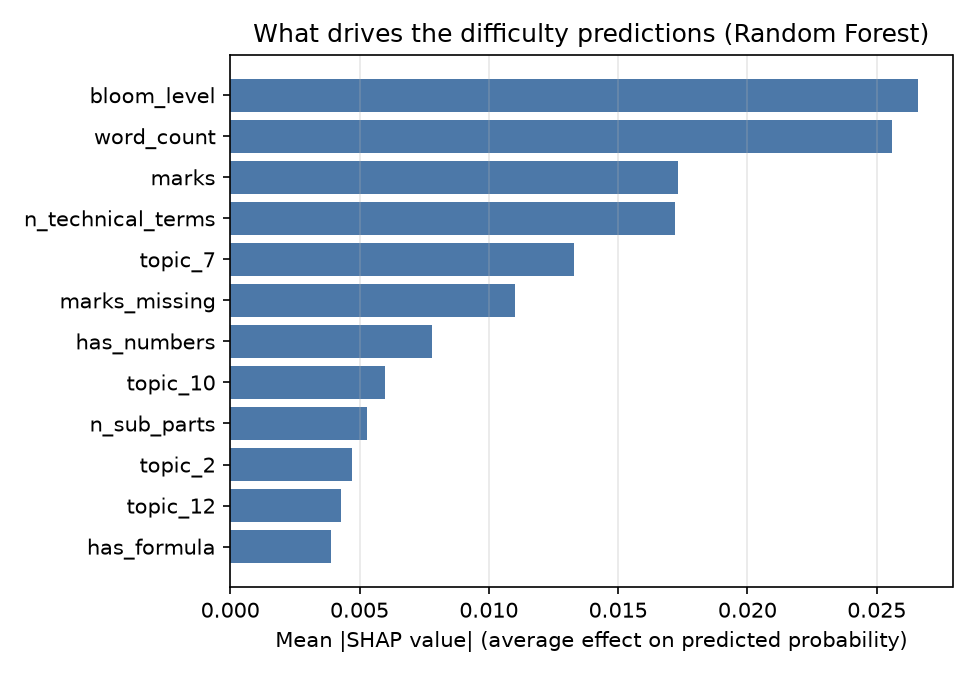 What drives the difficulty predictions (Random Forest)
bloom_level
word_count
marks
n_technical_terms
topic_7
marks_missing
has_numbers
topic_10
n_sub_parts
topic_2
topic_12
has_formula
0.000 0.005 0.010 0.015 0.020 0.025
Mean |SHAP value| (average effect on predicted probability)